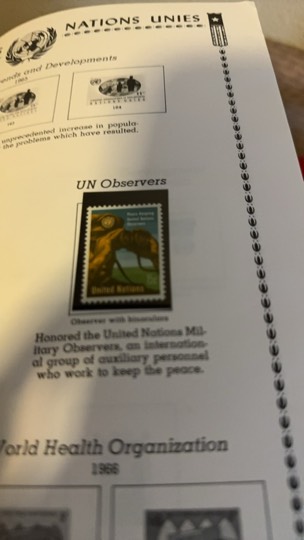 NATIONS UNIES
ends and Developments
1965
unprecedented increase in popula-
the problems which have resulted.
UN Observers
United Nations
Observer with binoculars
Honored the United Nations Mil-
itary Observers, an internation-
al group of auxiliary personnel
who work to keep the peace.
World Health Organization
1966